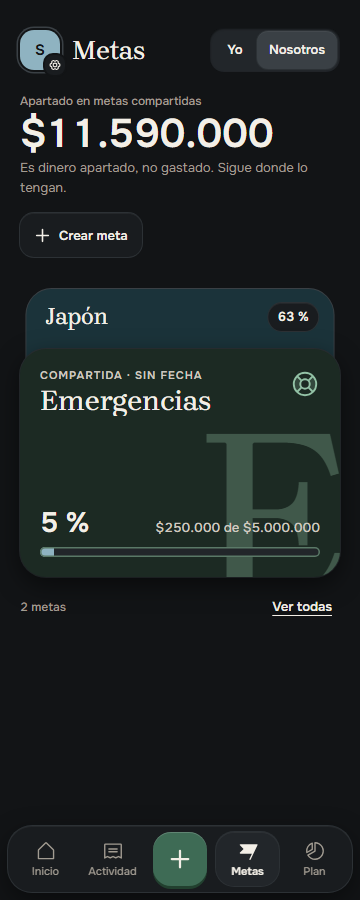 S
Metas
Yo
Nosotros
Apartado en metas compartidas
$11.590.000
Es dinero apartado, no gastado. Sigue donde lo
tengan.
Crear meta
Japón
63 %
COMPARTIDA · SIN FECHA
Emergencias
E
5 %
$250.000 de $5.000.000
2 metas
Ver todas
Inicio
Actividad
Metas
Plan